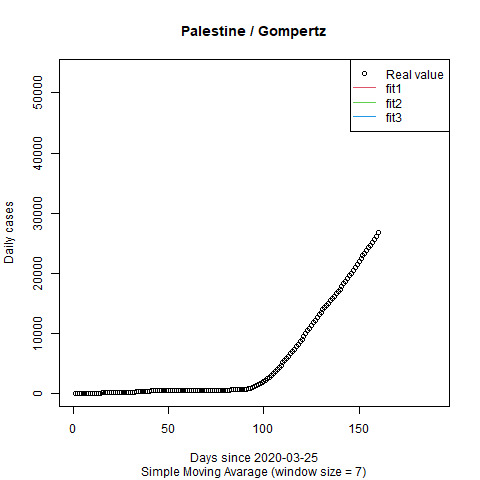 Palestine / Gompertz
Real value
fit1
fit2
fit3
Daily cases
50000
40000
30000
20000
10000
0
0 50 100 150
Days since 2020-03-25
Simple Moving Avarage (window size = 7)